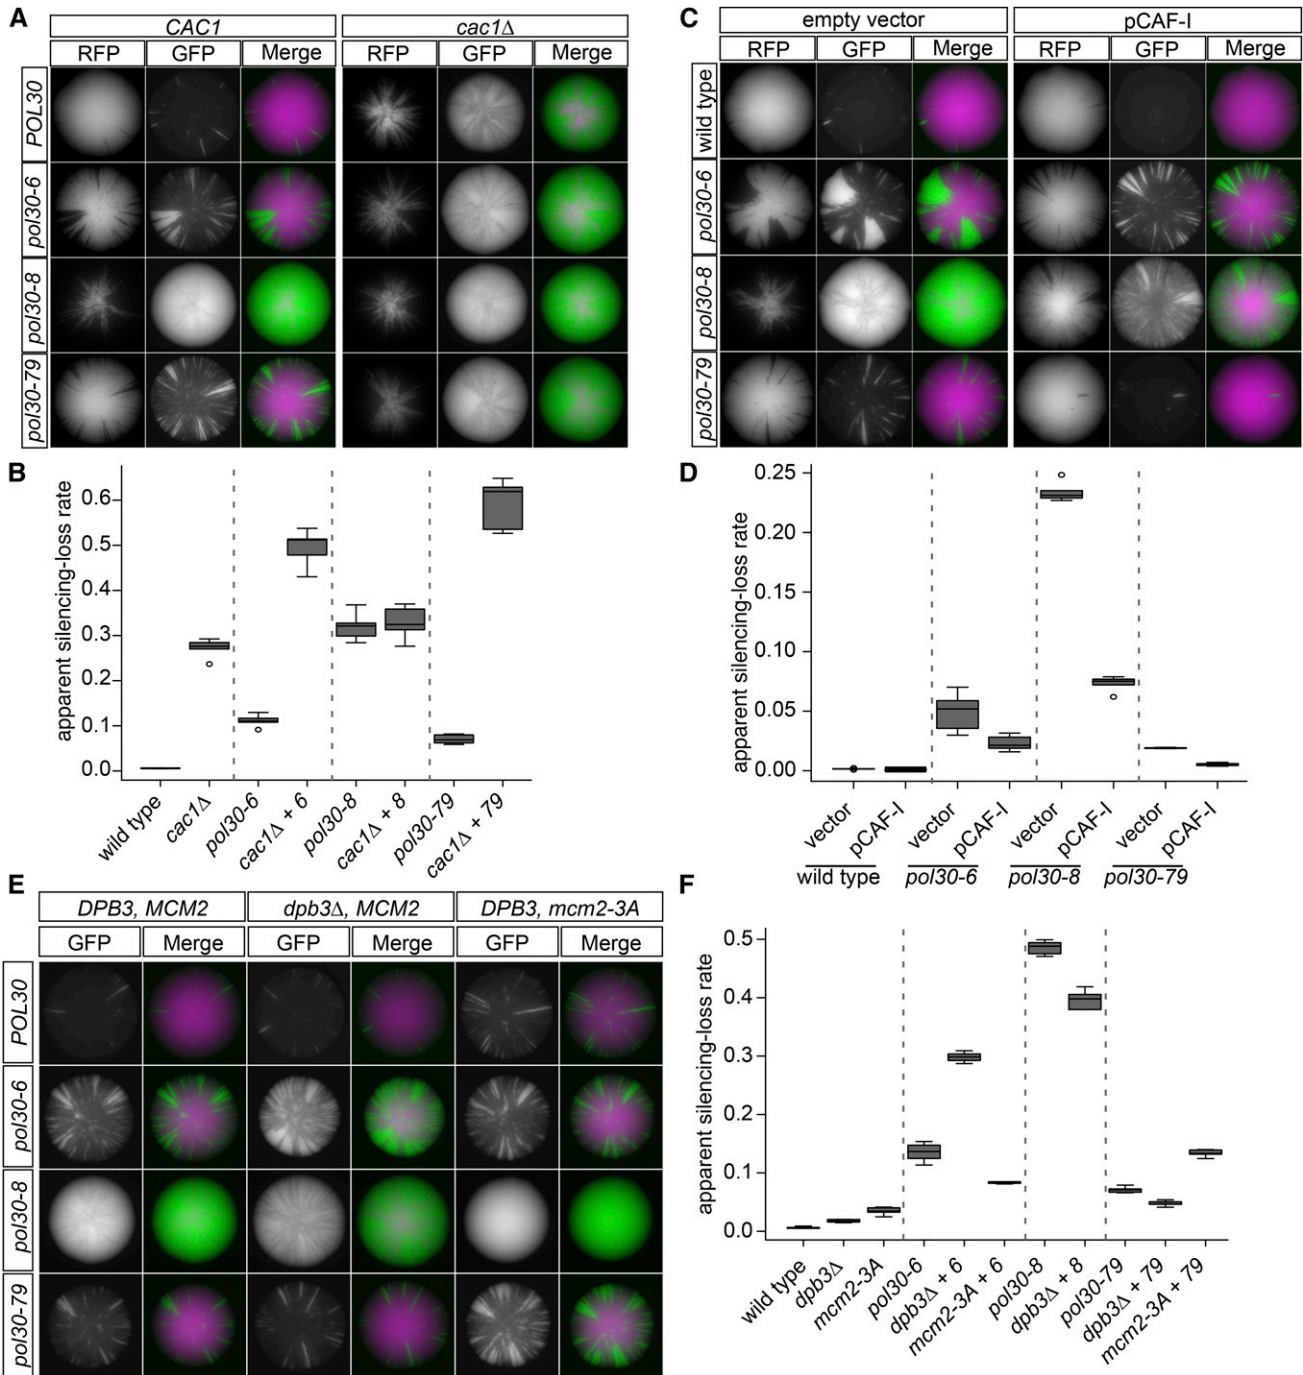 A
CAC1 cac1Δ
RFP GFP Merge RFP GFP Merge
POL30
pol30-6
pol30-8
pol30-79
B
apparent silencing-loss rate
0.6
0.5
0.4
0.3
0.2
0.1
0.0
wild type
cac1Δ
pol30-6
cac1Δ + 6
pol30-8
cac1Δ + 8
pol30-79
cac1Δ + 79
C
empty vector pCAF-I
RFP GFP Merge RFP GFP Merge
wild type
pol30-6
pol30-8
pol30-79
D
apparent silencing-loss rate
0.25
0.20
0.15
0.10
0.05
0.00
vector pCAF-I vector pCAF-I vector pCAF-I vector pCAF-I
wild type pol30-6 pol30-8 pol30-79
E
DPB3, MCM2 dpb3Δ, MCM2 DPB3, mcm2-3A
GFP Merge GFP Merge GFP Merge
POL30
pol30-6
pol30-8
pol30-79
F
apparent silencing-loss rate
0.5
0.4
0.3
0.2
0.1
0.0
wild type
dpb3Δ
mcm2-3A
pol30-6
dpb3Δ + 6
mcm2-3A + 6
pol30-8
dpb3Δ + 8
pol30-79
dpb3Δ + 79
mcm2-3A + 79